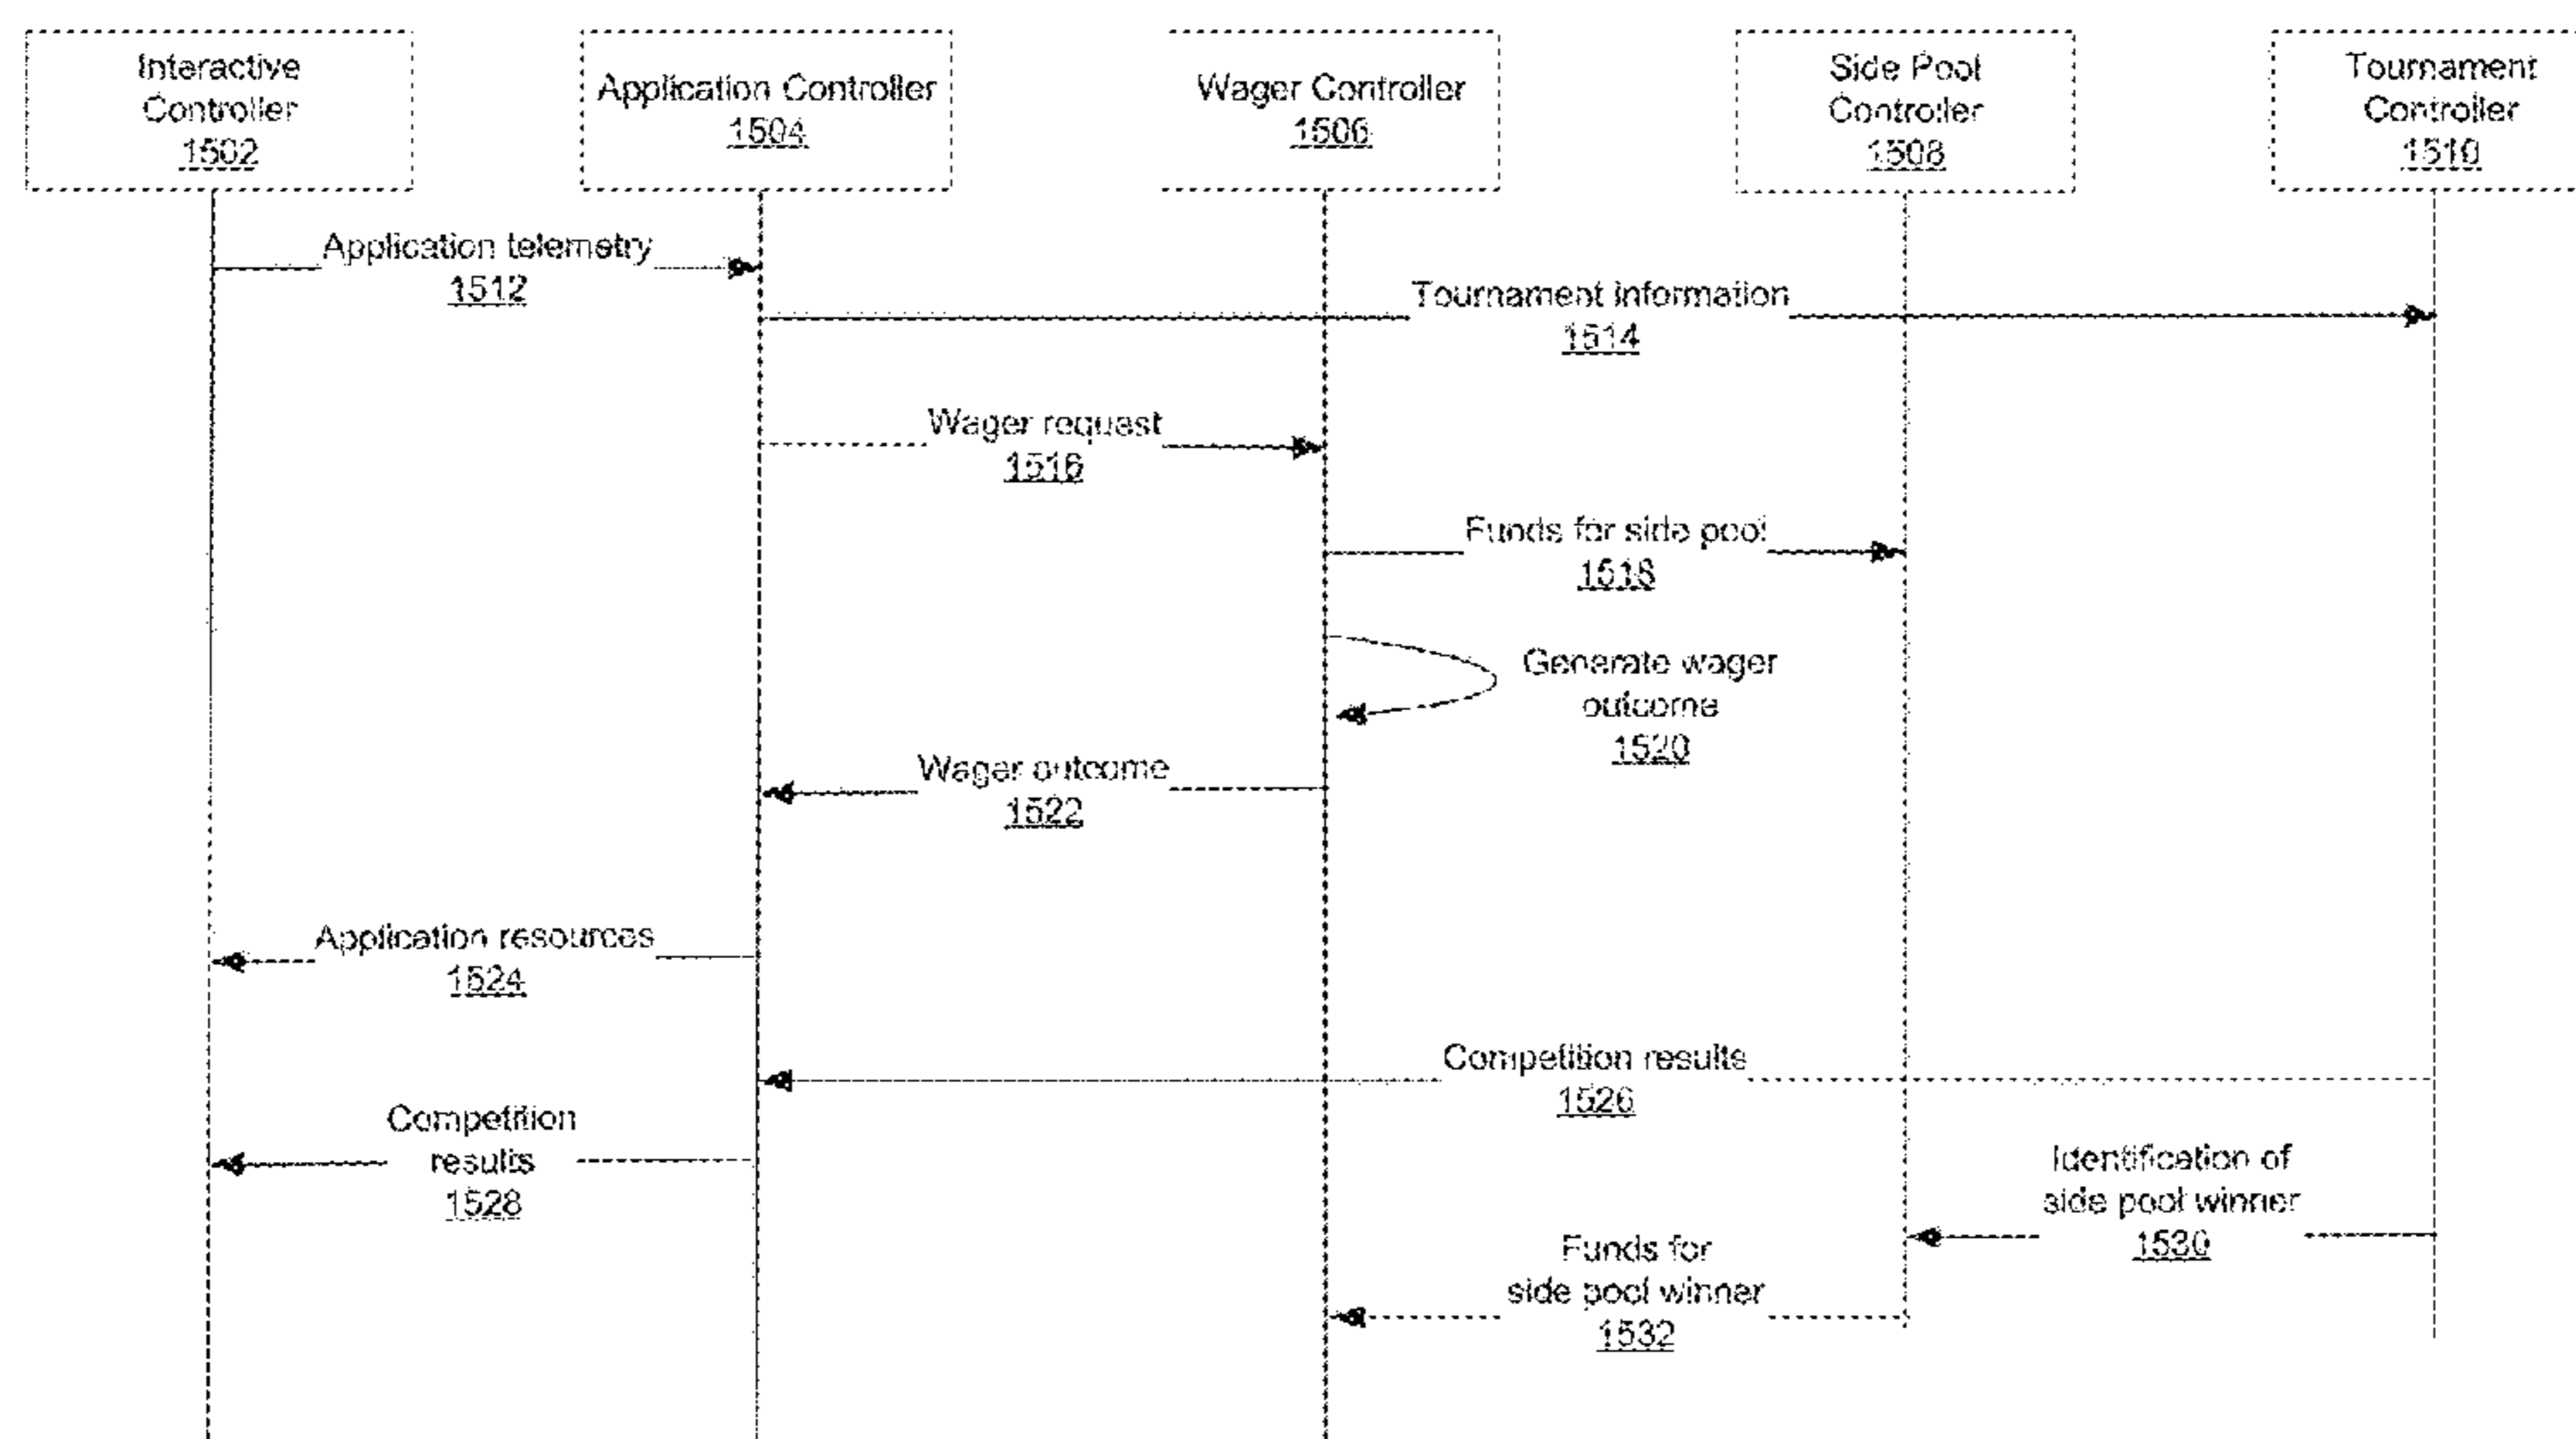 Interactive
Controller
1502
Application Controller
1504
Wager Controller
1506
Side Pool
Controller
1508
Tournament
Controller
1510
Application telemetry
1512
Tournament information
1514
Wager request
1516
Funds for side pool
1518
Generate wager
outcome
1520
Wager outcome
1522
Application resources
1524
Competition results
1526
Competition
results
1528
Identification of
side pool winner
1530
Funds for
side pool winner
1532